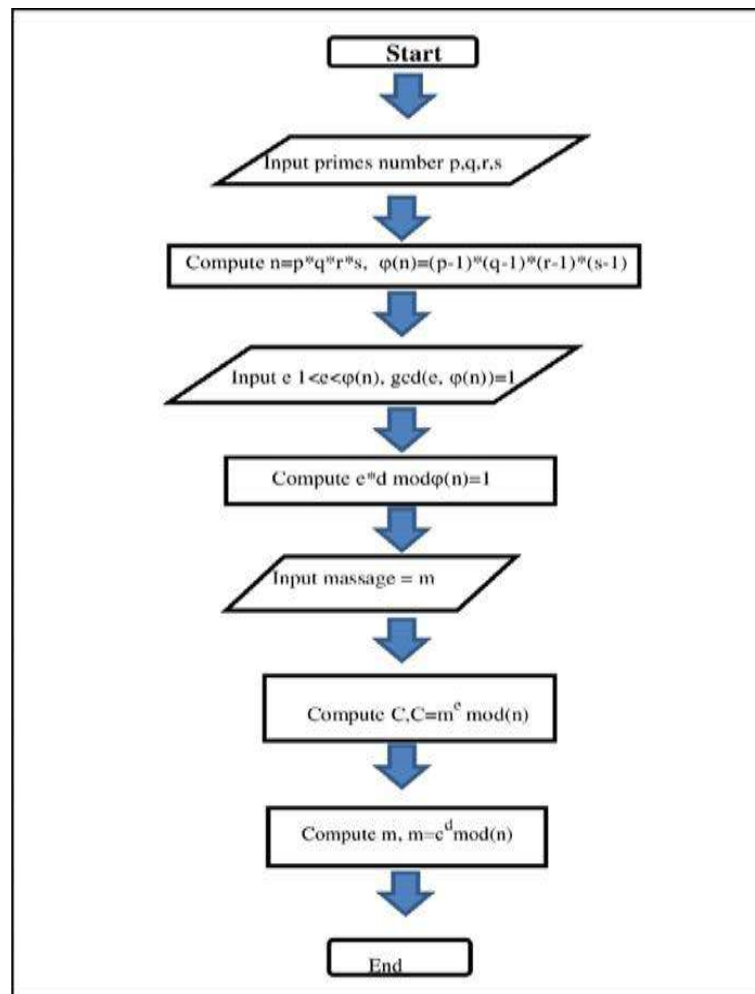 Start
Input primes number p,q,r,s
Compute n=p*q*r*s, φ(n)=(p-1)*(q-1)*(r-1)*(s-1)
Input e 1<e<φ(n), gcd(e, φ(n))=1
Compute e*d modφ(n)=1
Input massage = m
Compute C,C=m^e mod(n)
Compute m, m=c^d mod(n)
End